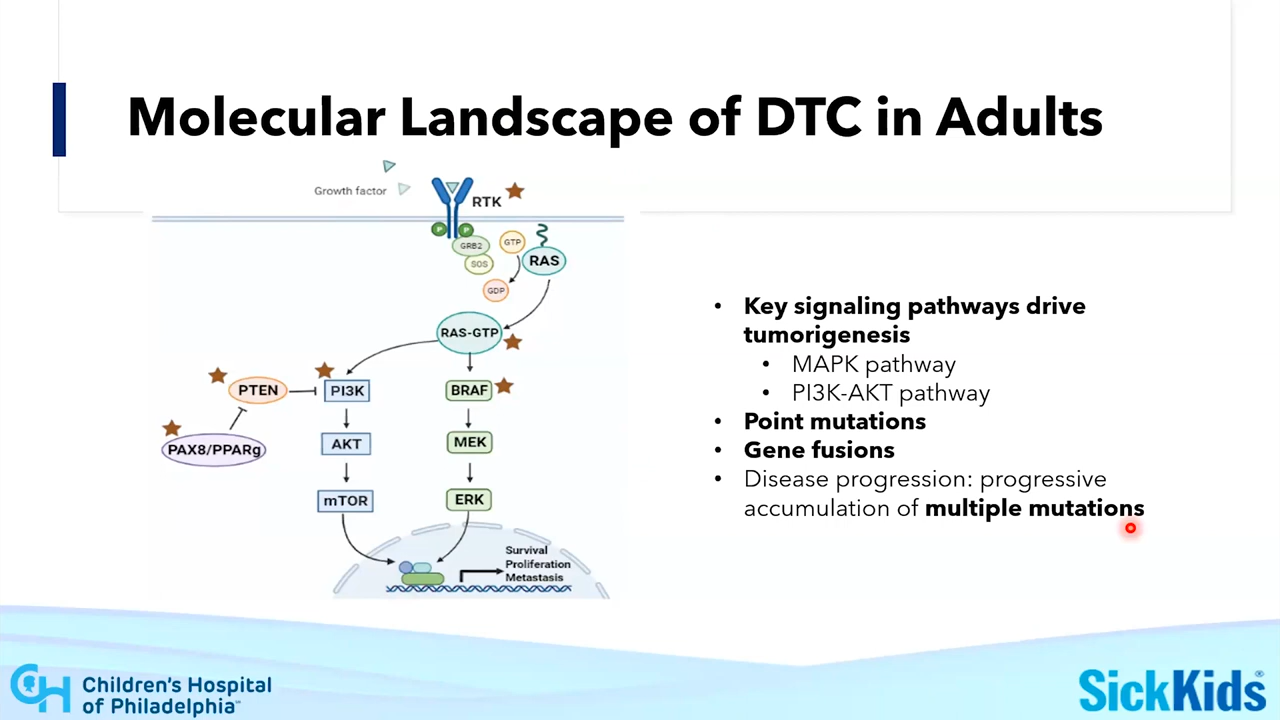 Molecular Landscape of DTC in Adults
Growth factor
RTK
P
P
GRB2
SOS
GTP
RAS
GDP
RAS-GTP
PTEN
PI3K
BRAF
PAX8/PPARg
AKT
MEK
mTOR
ERK
Survival
Proliferation
Metastasis
• Key signaling pathways drive
tumorigenesis
• MAPK pathway
• PI3K-AKT pathway
• Point mutations
• Gene fusions
• Disease progression: progressive
accumulation of multiple mutations
CH Children's Hospital
of Philadelphia™
SickKids®